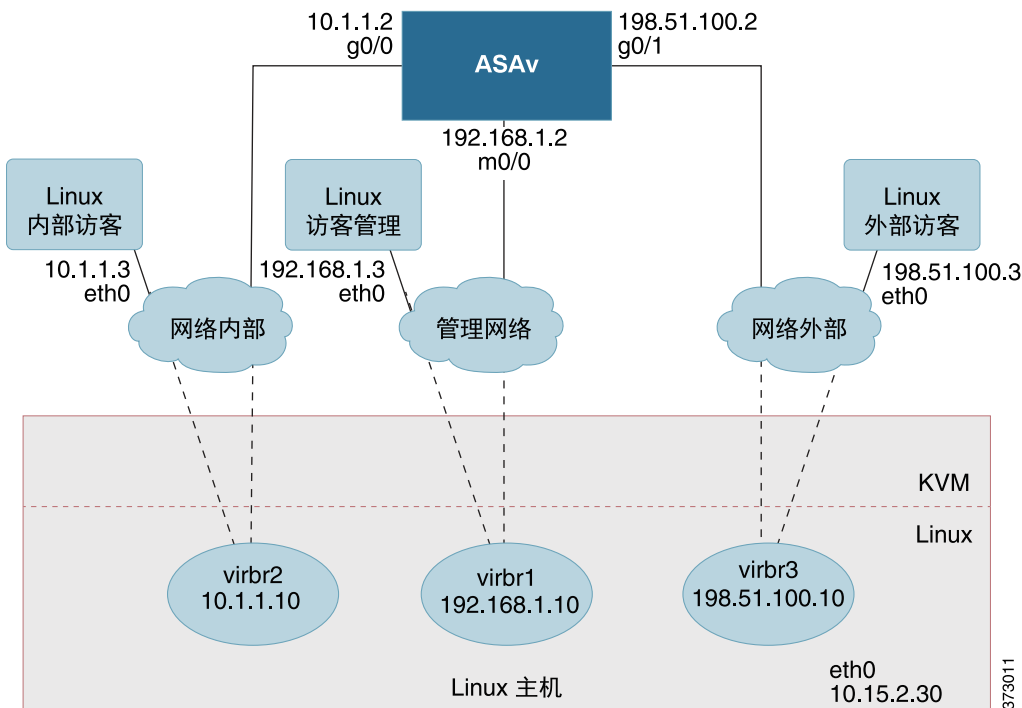 10.1.1.2
g0/0
ASAv
198.51.100.2
g0/1
192.168.1.2
m0/0
Linux
内部访客
Linux
访客管理
Linux
外部访客
10.1.1.3
eth0
192.168.1.3
eth0
198.51.100.3
eth0
网络内部
管理网络
网络外部
KVM
Linux
virbr2
10.1.1.10
virbr1
192.168.1.10
virbr3
198.51.100.10
Linux 主机
eth0
10.15.2.30
373011